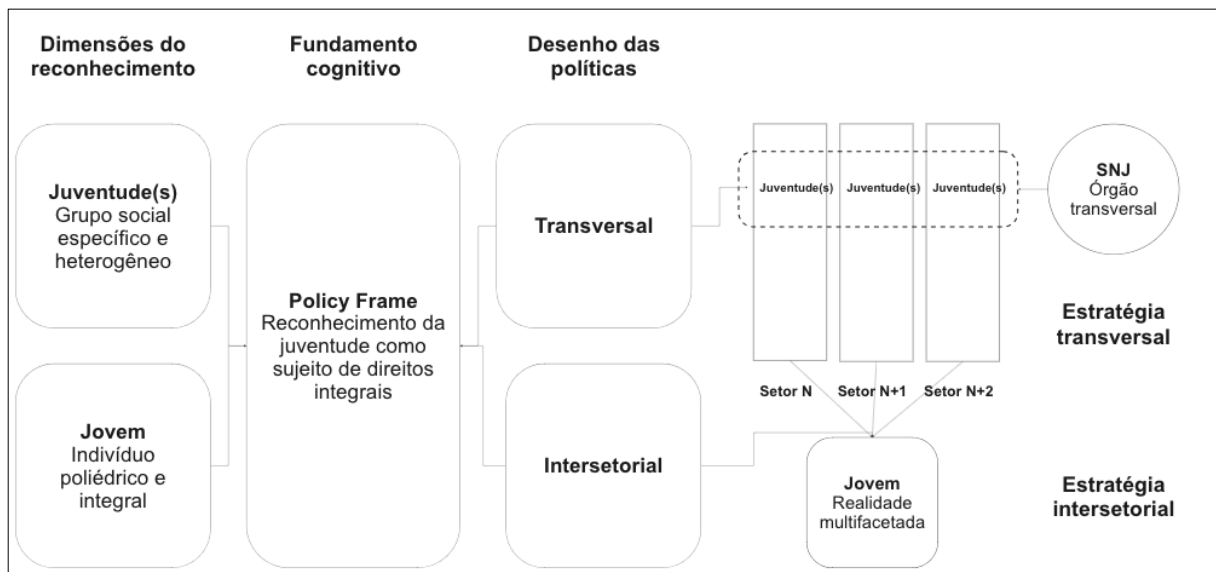 Dimensões do
reconhecimento
Fundamento
cognitivo
Desenho das
políticas
Juventude(s)
Grupo social
específico e
heterogêneo
Jovem
Indivíduo
poliédrico e
integral
Policy Frame
Reconhecimento da
juventude como
sujeito de direitos
integrais
Transversal
Intersetorial
Juventude(s)
Juventude(s)
Juventude(s)
SNJ
Órgão
transversal
Estratégia
transversal
Setor N
Setor N+1
Setor N+2
Jovem
Realidade
multifacetada
Estratégia
intersetorial